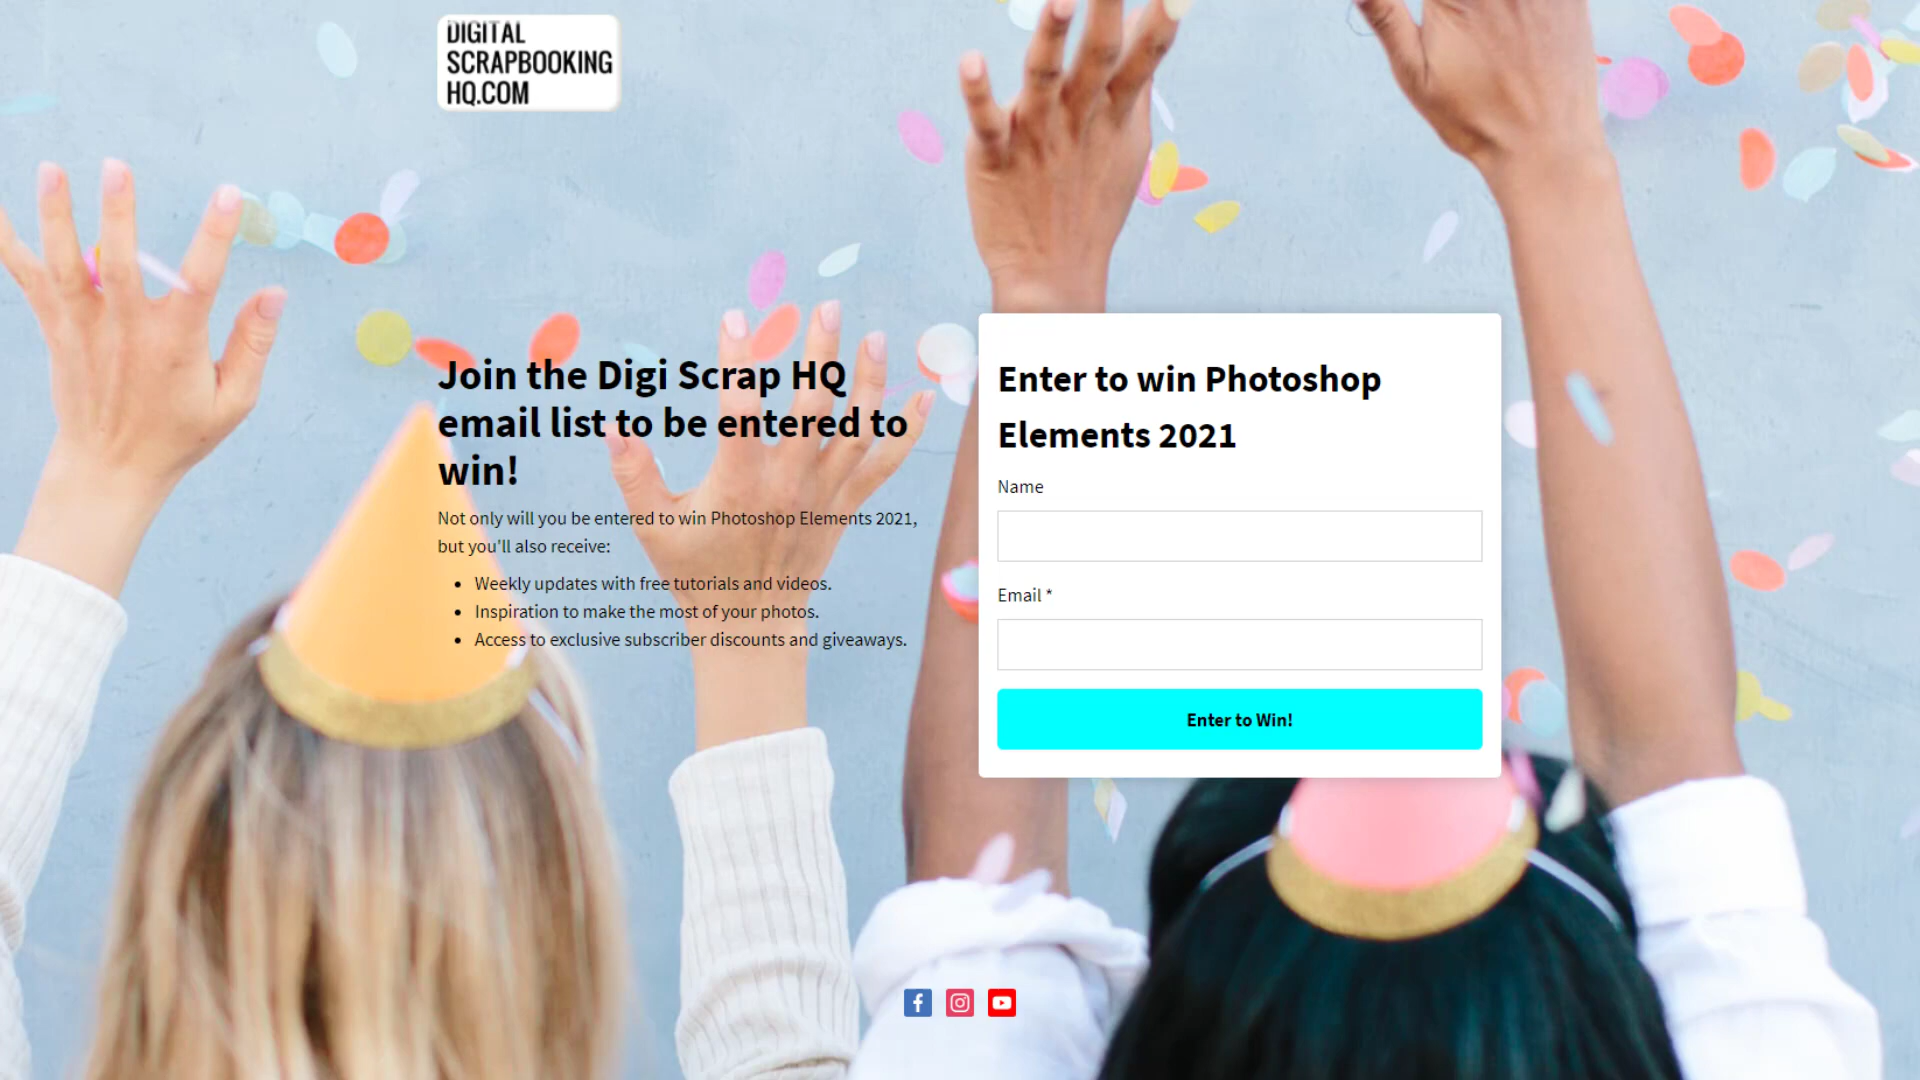 DIGITAL
SCRAPBOOKING
HQ.COM
Join the Digi Scrap HQ
email list to be entered to
win!
Not only will you be entered to win Photoshop Elements 2021,
but you'll also receive:
• Weekly updates with free tutorials and videos.
• Inspiration to make the most of your photos.
• Access to exclusive subscriber discounts and giveaways.
Enter to win Photoshop
Elements 2021
Name
Email *
Enter to Win!